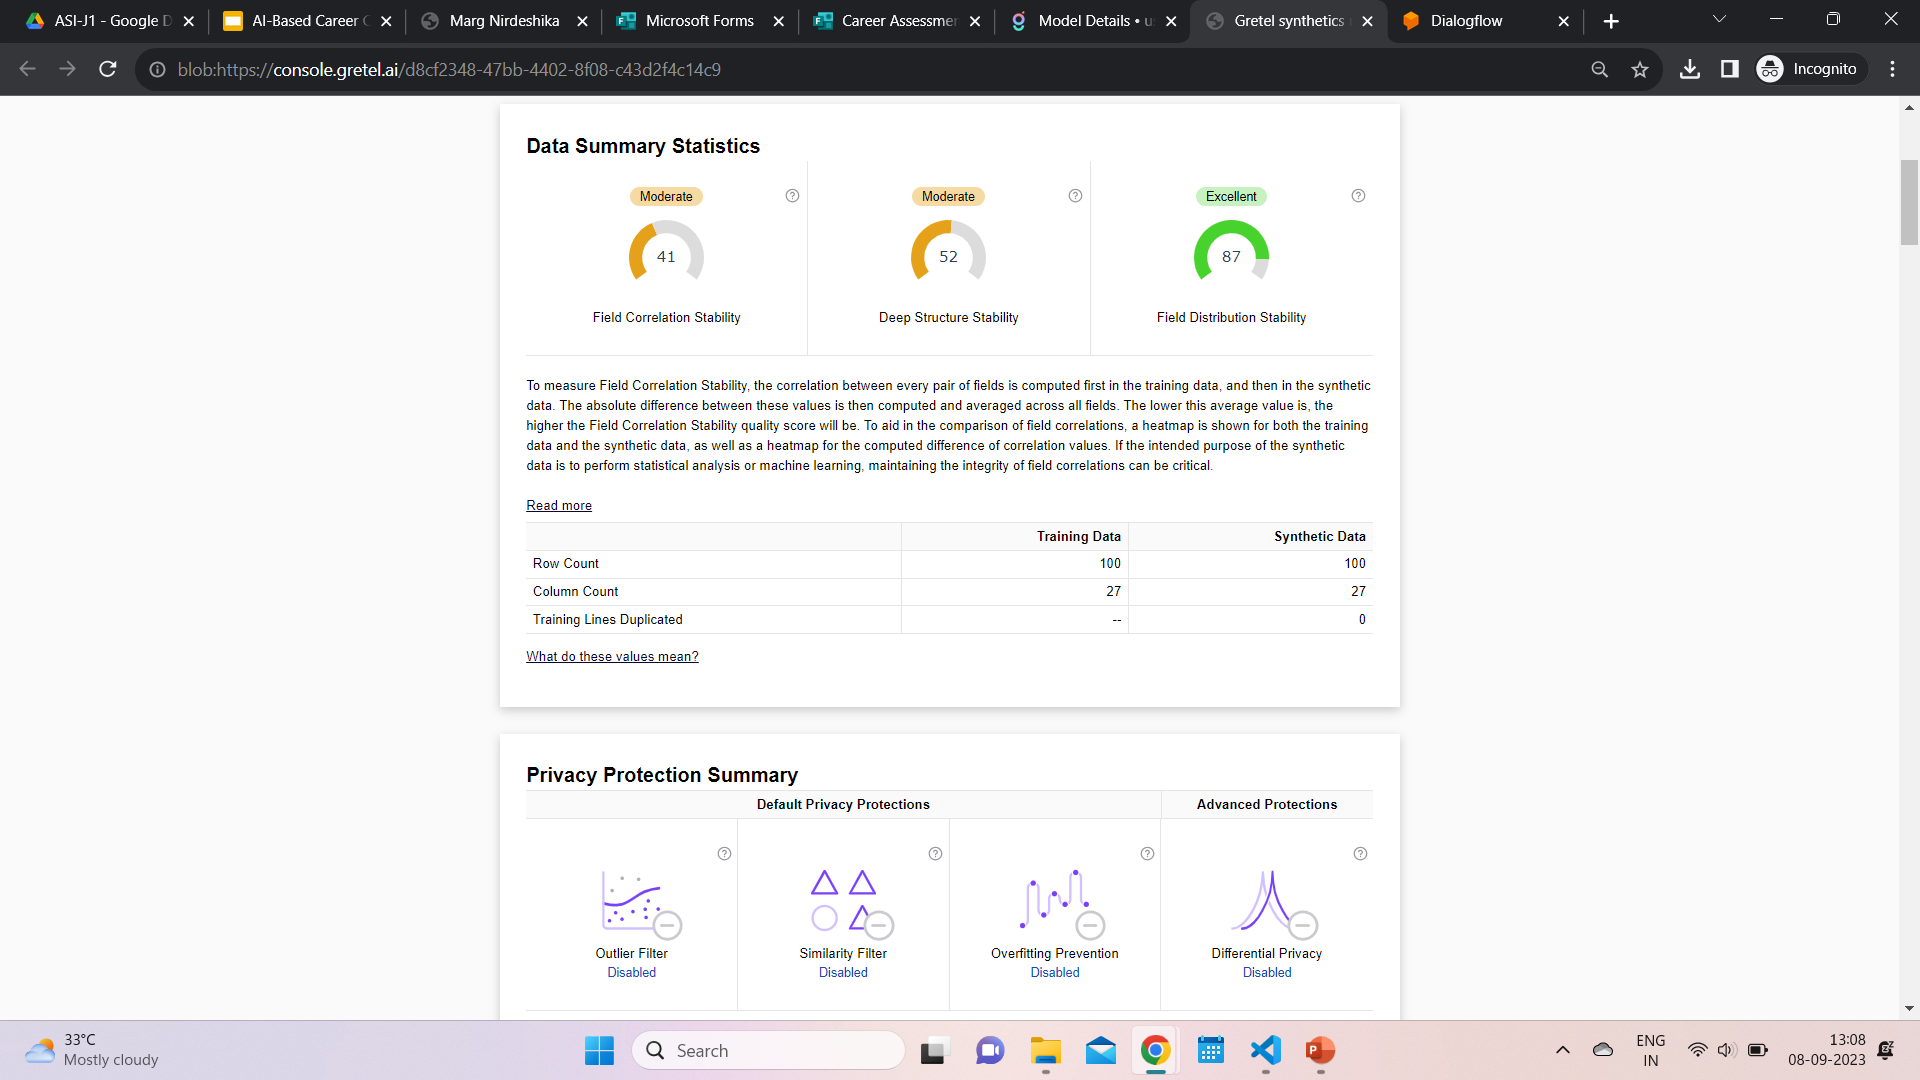 ASI-J1 - Google D
AI-Based Career C
Marg Nirdeshika
Microsoft Forms
Career Assessmen
Model Details • u
Gretel synthetics
Dialogflow
blob:https://console.gretel.ai/d8cf2348-47bb-4402-8f08-c43d2f4c14c9
Incognito
Data Summary Statistics
Moderate
Moderate
Excellent
41
52
87
Field Correlation Stability
Deep Structure Stability
Field Distribution Stability
To measure Field Correlation Stability, the correlation between every pair of fields is computed first in the training data, and then in the synthetic
data. The absolute difference between these values is then computed and averaged across all fields. The lower this average value is, the
higher the Field Correlation Stability quality score will be. To aid in the comparison of field correlations, a heatmap is shown for both the training
data and the synthetic data, as well as a heatmap for the computed difference of correlation values. If the intended purpose of the synthetic
data is to perform statistical analysis or machine learning, maintaining the integrity of field correlations can be critical.
Read more
Training Data Synthetic Data
Row Count 100 100
Column Count 27 27
Training Lines Duplicated -- 0
What do these values mean?
Privacy Protection Summary
Default Privacy Protections
Advanced Protections
Outlier Filter
Disabled
Similarity Filter
Disabled
Overfitting Prevention
Disabled
Differential Privacy
Disabled
33°C
Mostly cloudy
Search
ENG
IN
13:08
08-09-2023